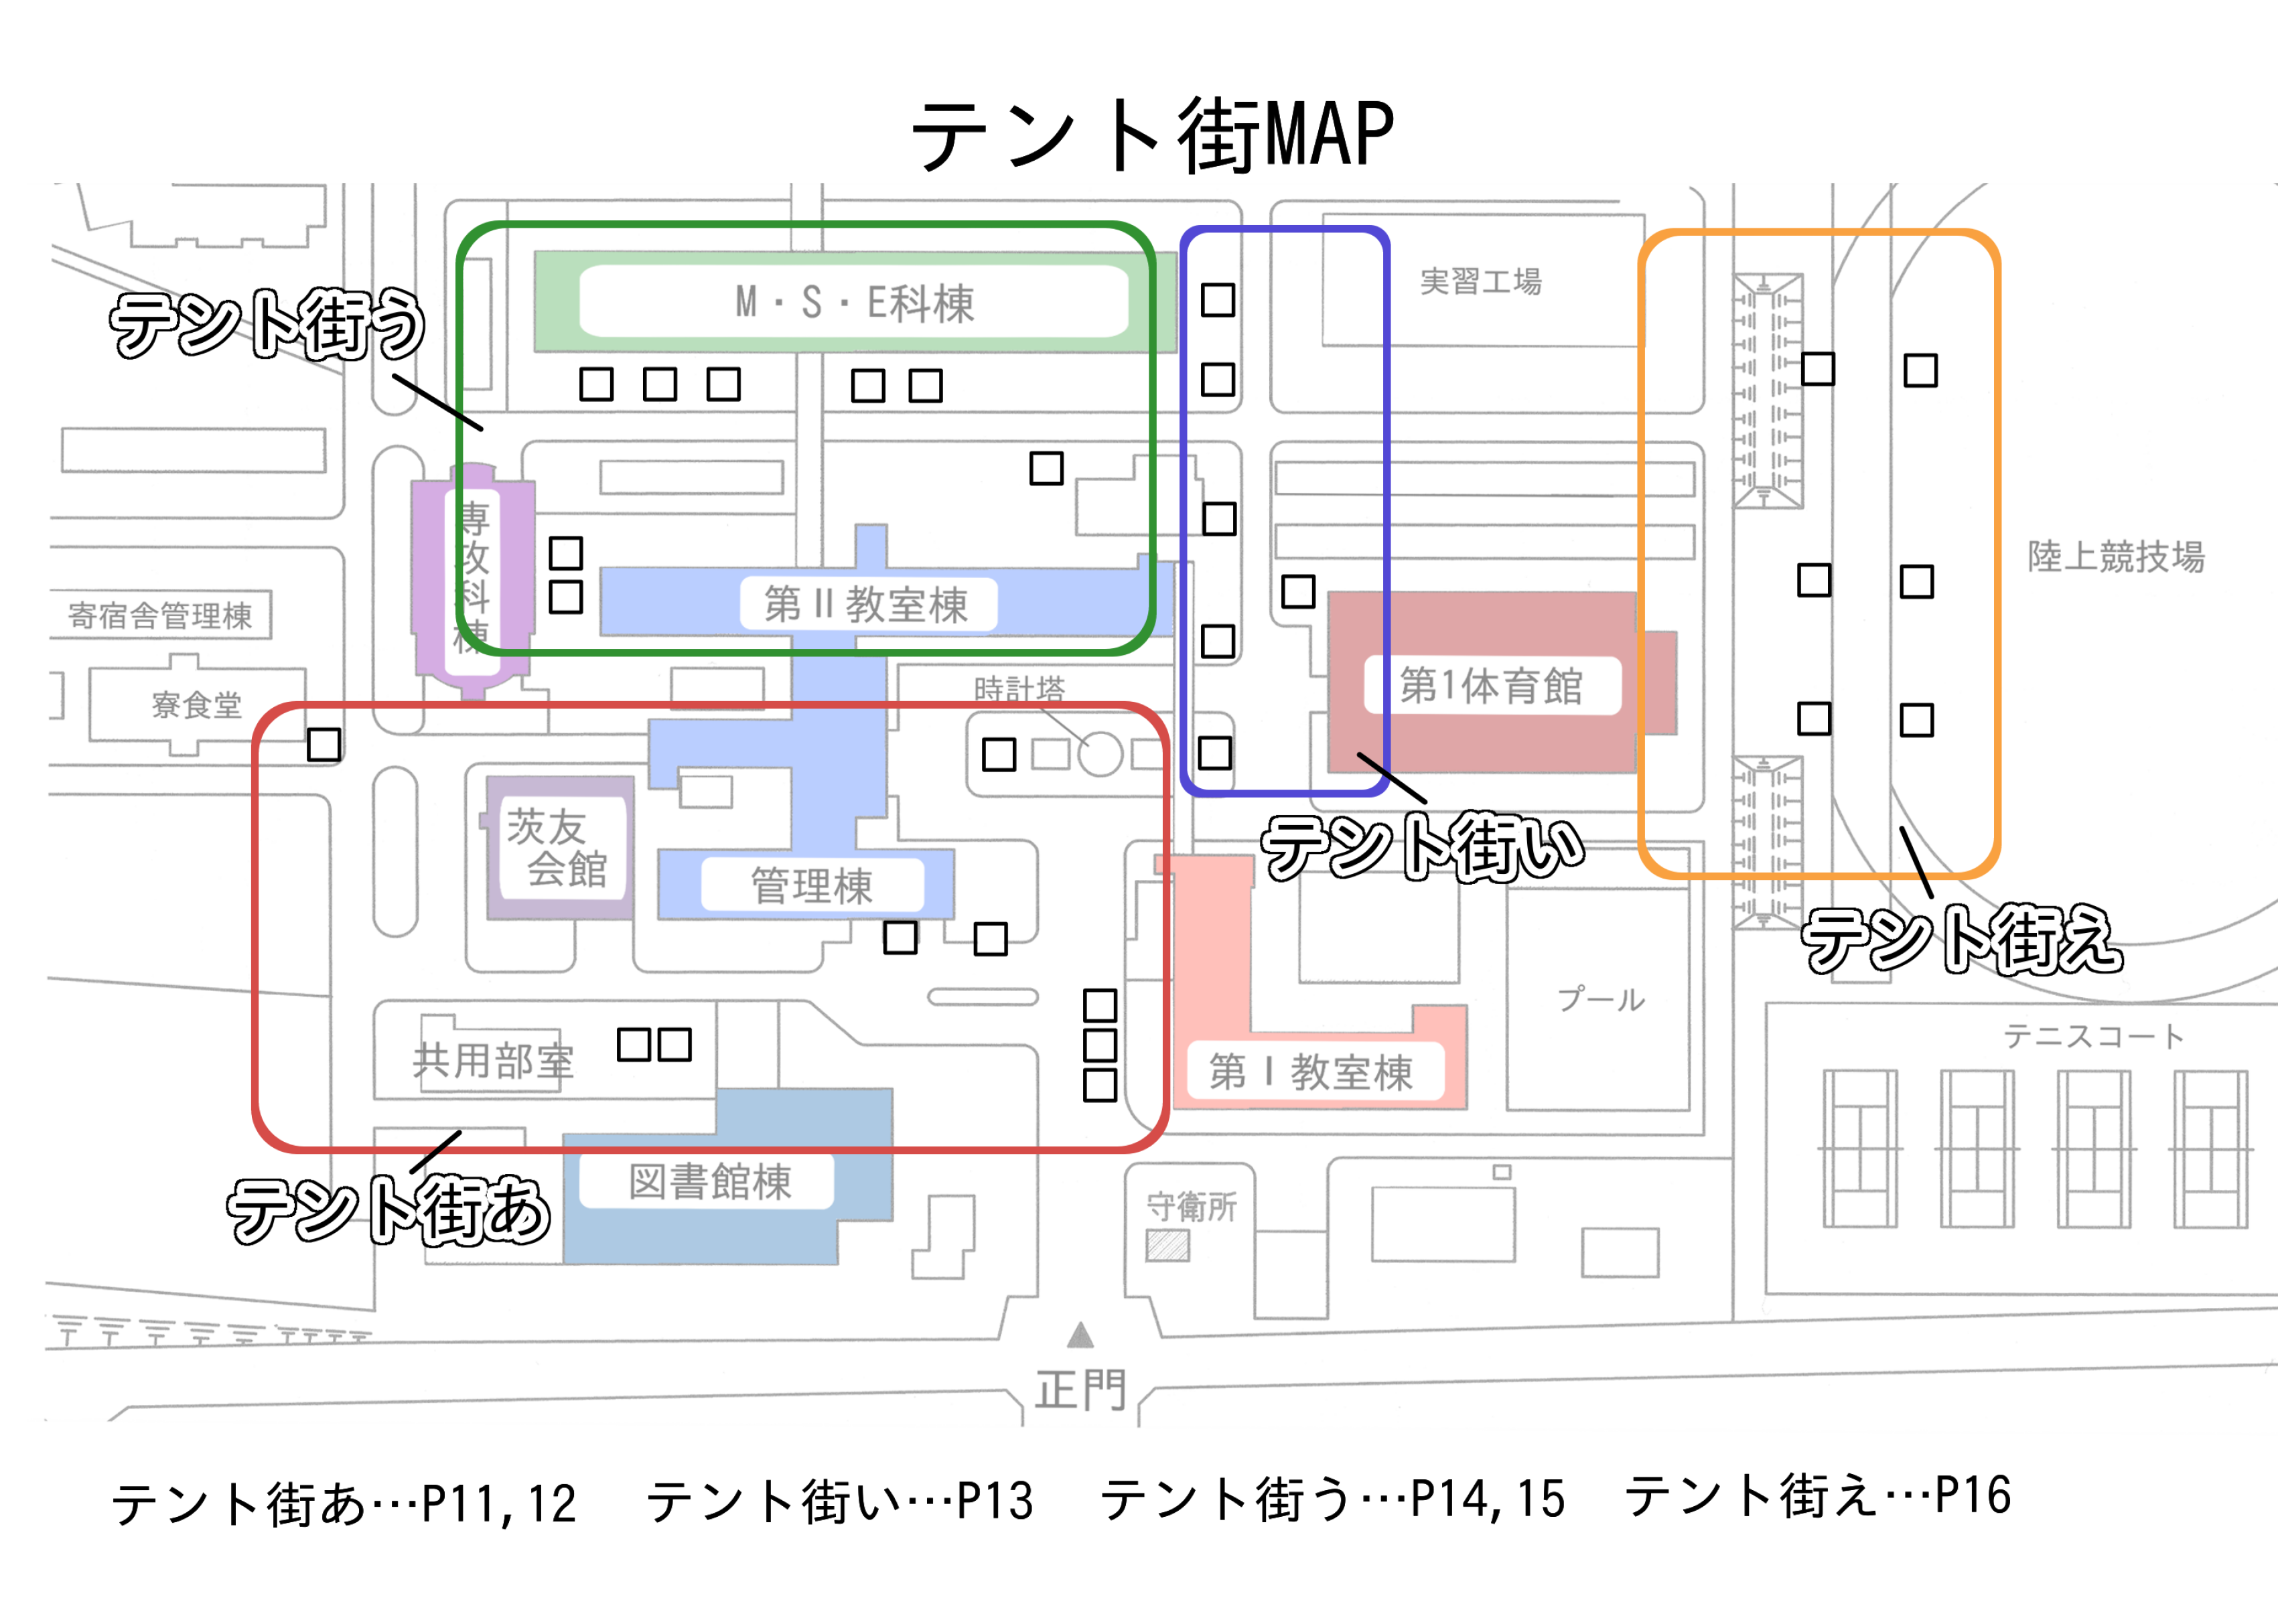 テント街MAP
M・S・E科棟
実習工場
テント街う
専攻科棟
陸上競技場
寄宿舎管理棟
第Ⅱ教室棟
寮食堂
時計塔
第1体育館
茨友
会館
テント街い
管理棟
テント街え
プール
テニスコート
共用部室
第Ⅰ教室棟
図書館棟
テント街あ
守衛所
正門
テント街あ…P11,12 テント街い…P13 テント街う…P14,15 テント街え…P16